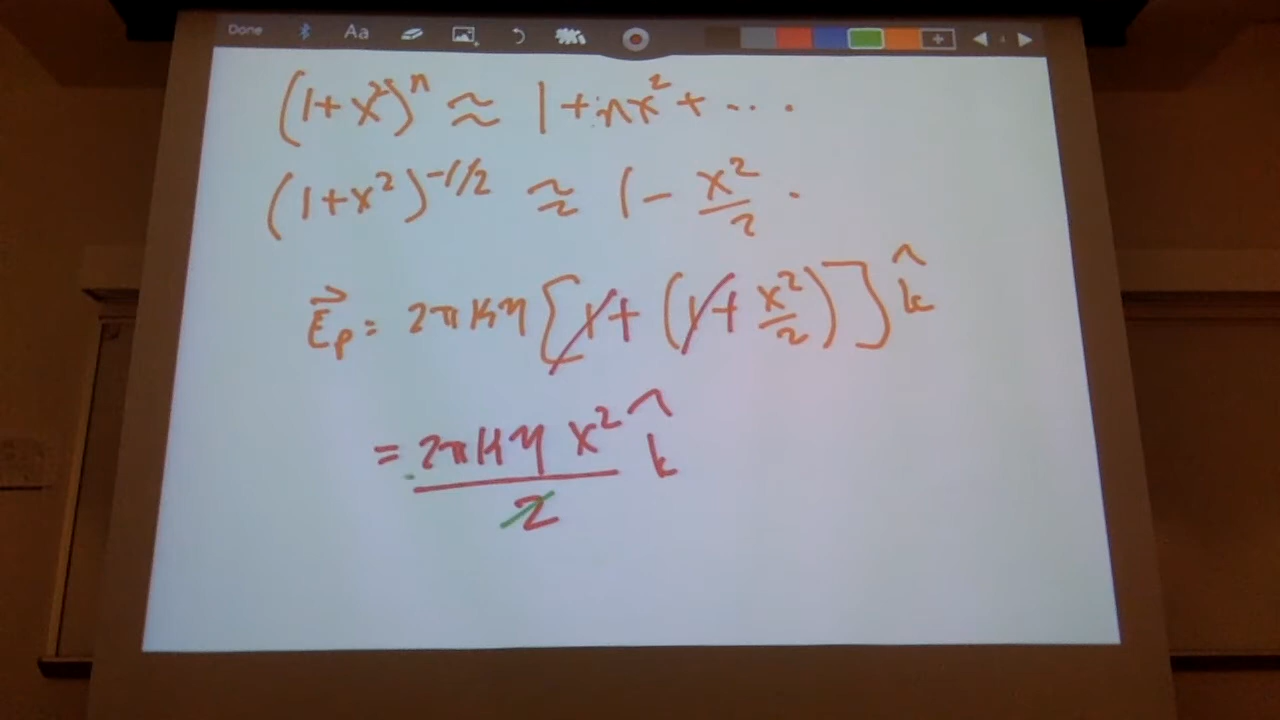 Done Aa
(1+x²)ⁿ ≈ 1+nx²+...
(1+x²)^{-1/2} ≈ 1 - x²/2 .
E⃗ₚ = 2πKη[1+(1+x²/2)]k̂
= 2πKη x²/2 k̂